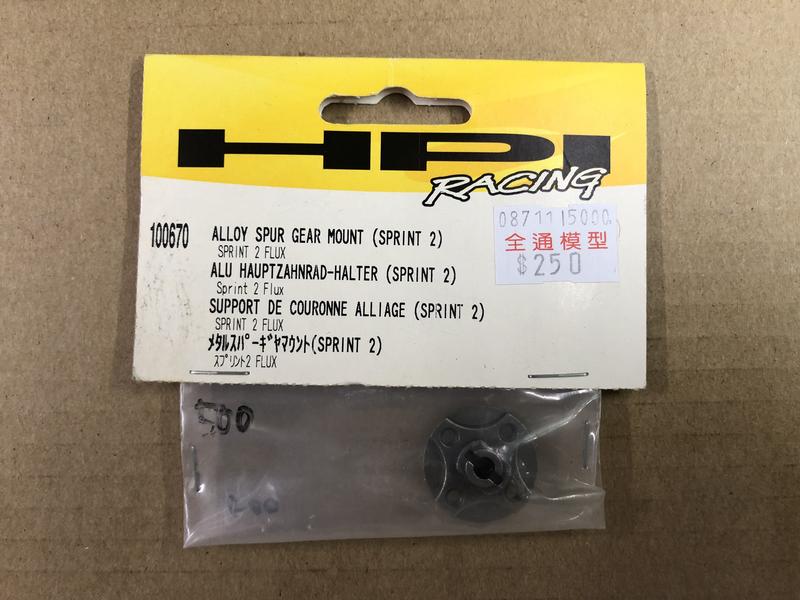 HPI
RACING
0871115000
全通模型
$250
100670 ALLOY SPUR GEAR MOUNT (SPRINT 2)
SPRINT 2 FLUX
ALU HAUPTZAHNRAD-HALTER (SPRINT 2)
Sprint 2 Flux
SUPPORT DE COURONNE ALLIAGE (SPRINT 2)
SPRINT 2 FLUX
ﾒﾀﾙｽﾊﾟｰｷﾞﾔﾏｳﾝﾄ(SPRINT 2)
ｽﾌﾟﾘﾝﾄ2 FLUX
500